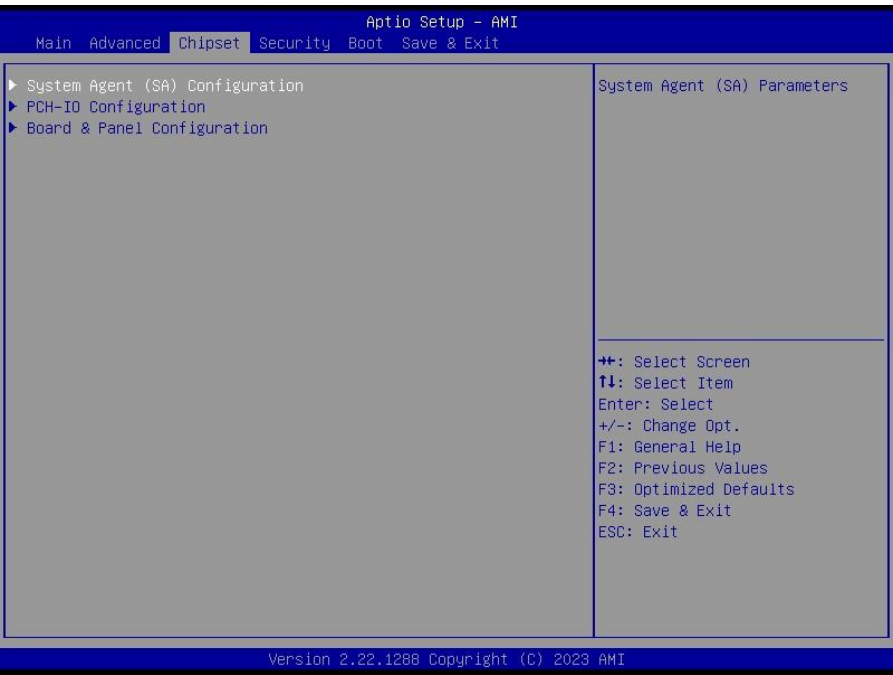 Aptio Setup - AMI
Main Advanced Chipset Security Boot Save & Exit
▶ System Agent (SA) Configuration
▶ PCH-IO Configuration
▶ Board & Panel Configuration
System Agent (SA) Parameters
→←: Select Screen
↑↓: Select Item
Enter: Select
+/-: Change Opt.
F1: General Help
F2: Previous Values
F3: Optimized Defaults
F4: Save & Exit
ESC: Exit
Version 2.22.1288 Copyright (C) 2023 AMI